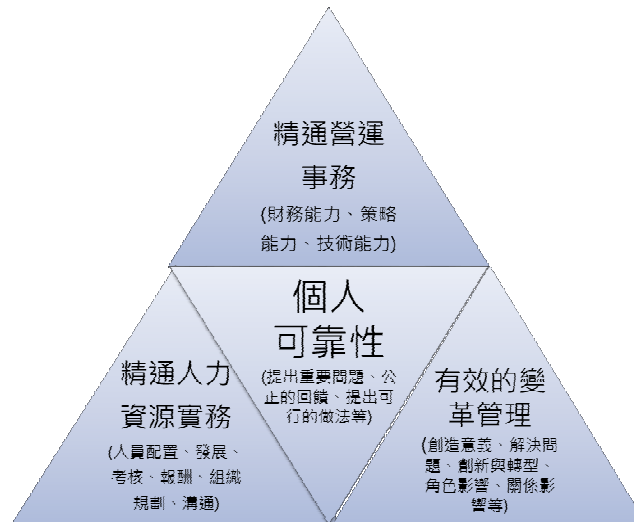 精通營運
事務
(財務能力、策略
能力、技術能力)
個人
可靠性
(提出重要問題、公
正的回饋、提出可
行的做法等)
精通人力
資源實務
(人員配置、發展、
考核、報酬、組織
規劃、溝通)
有效的變
革管理
(創造意義、解決問
題、創新與轉型、
角色影響、關係影
響等)